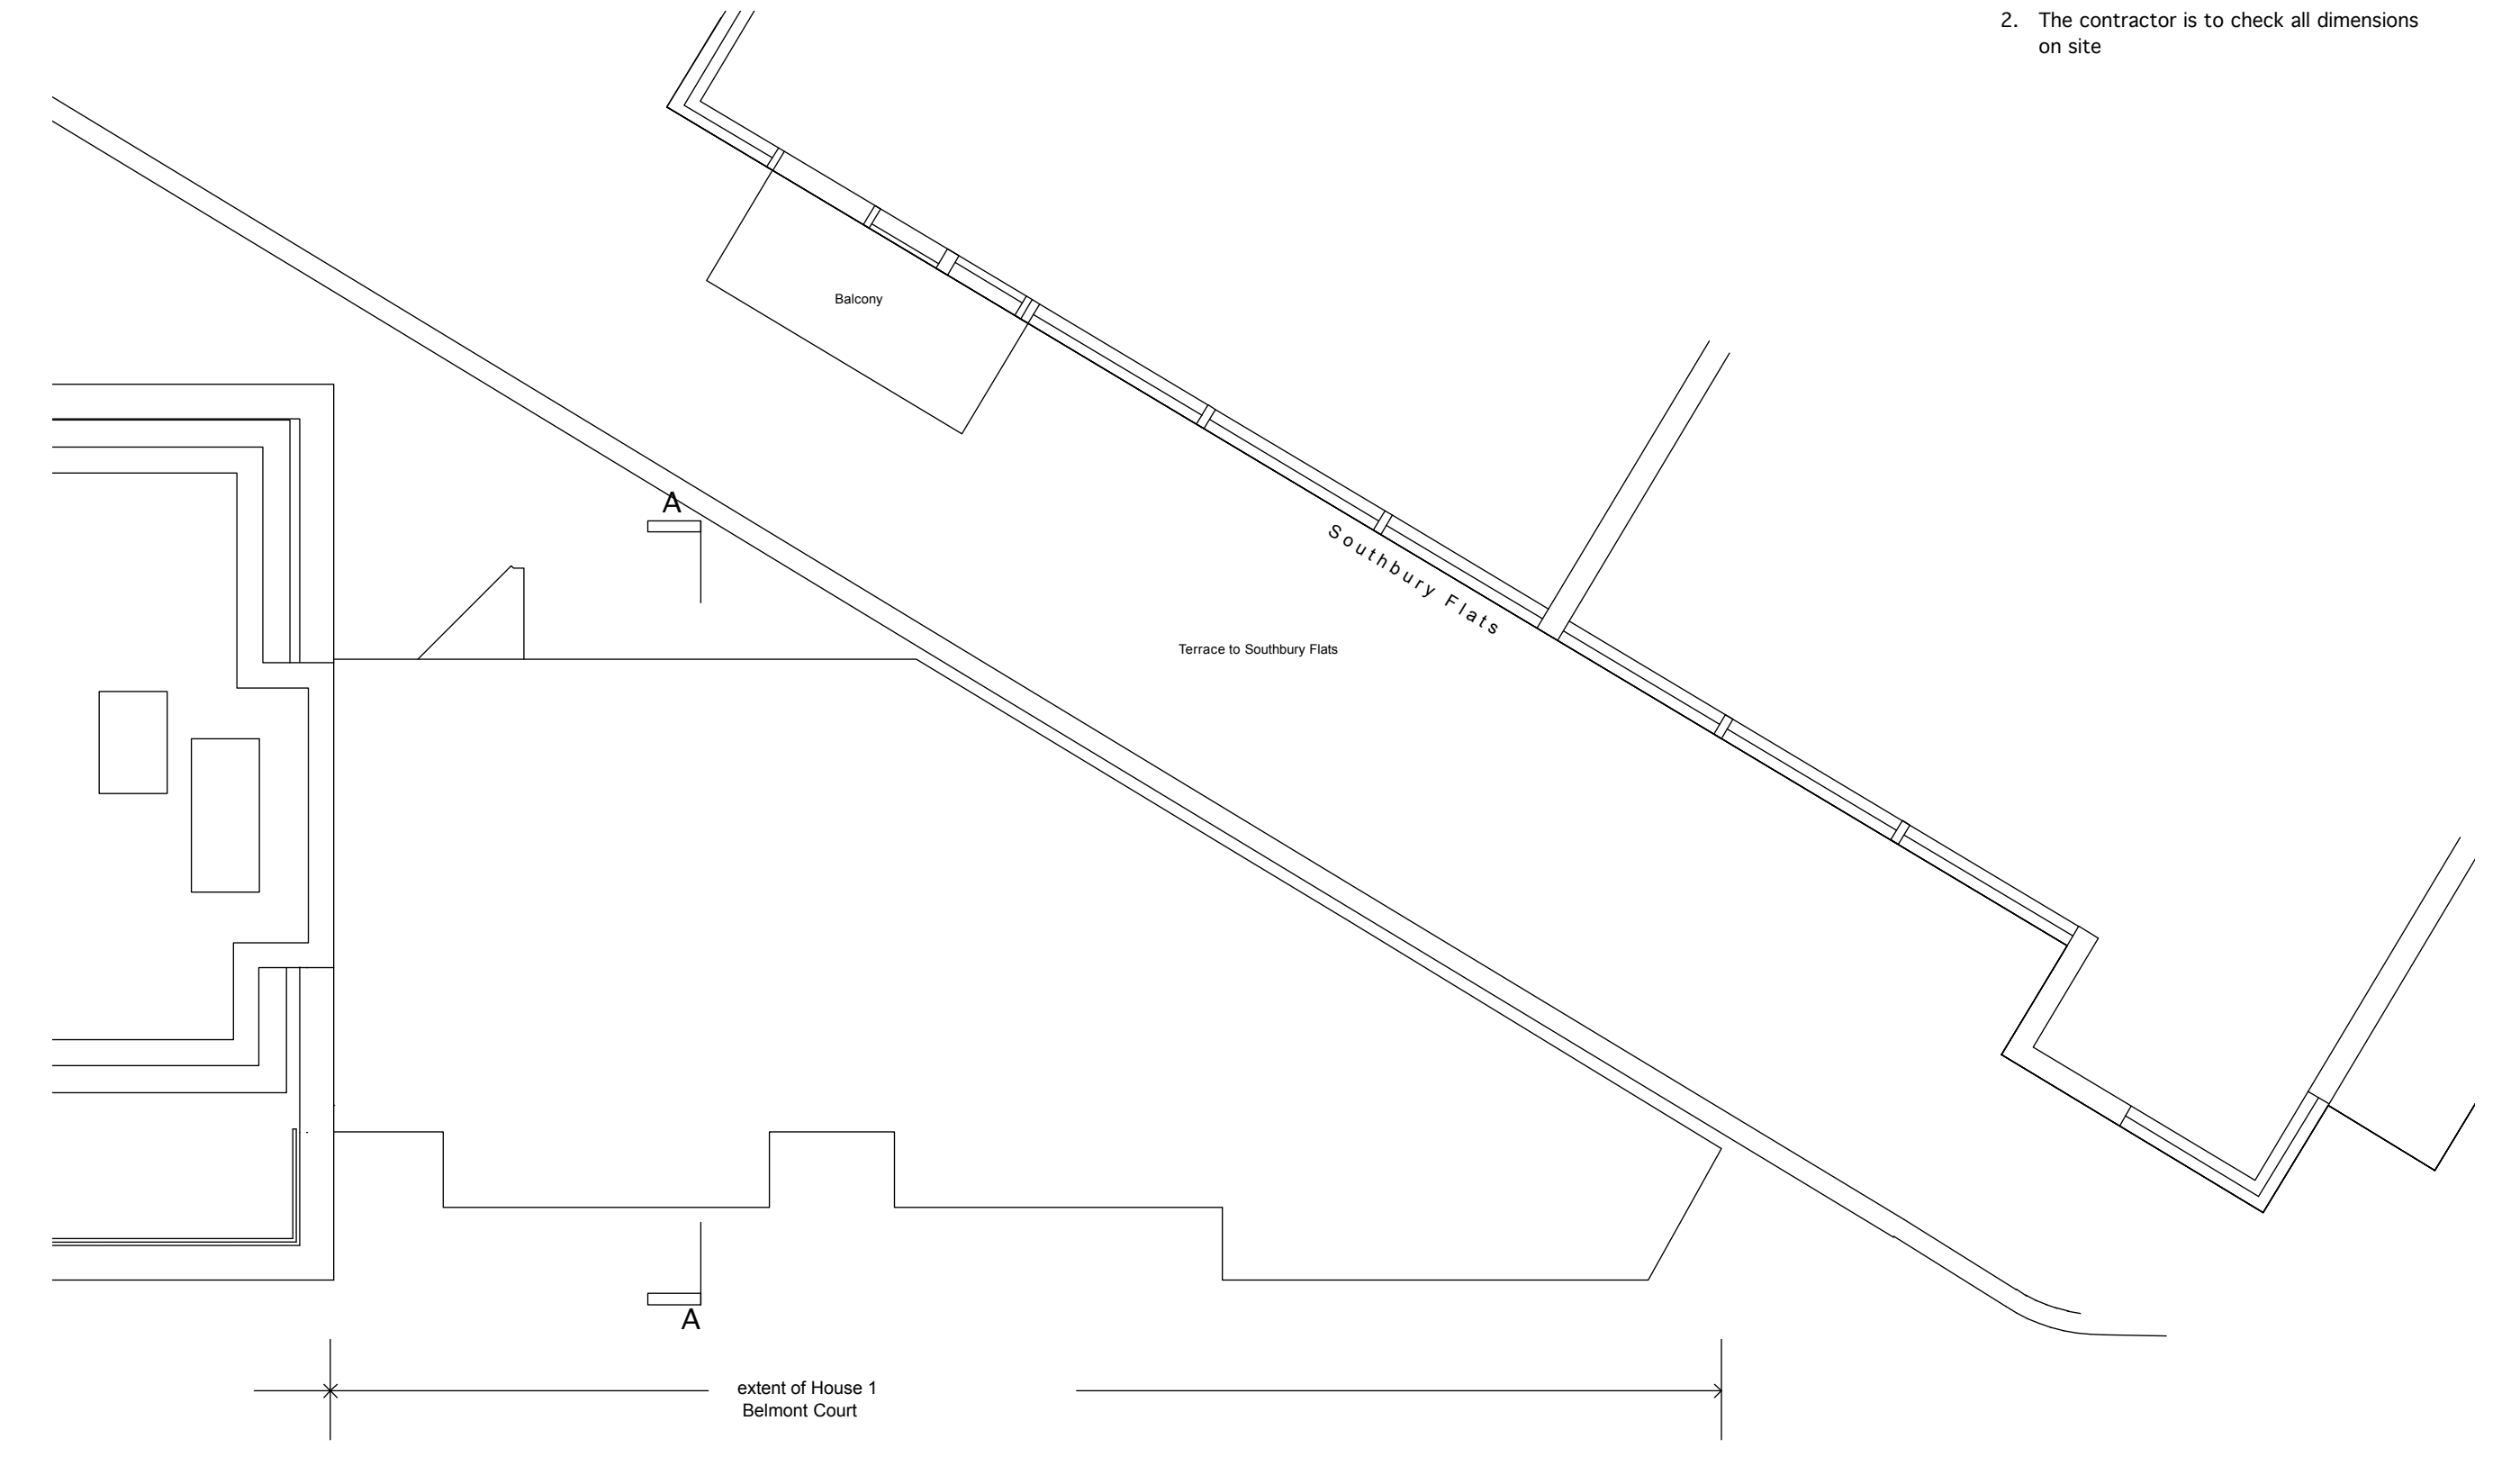 2. The contractor is to check all dimensions
on site
Balcony
A
Southbury Flats
Terrace to Southbury Flats
A
extent of House 1
Belmont Court